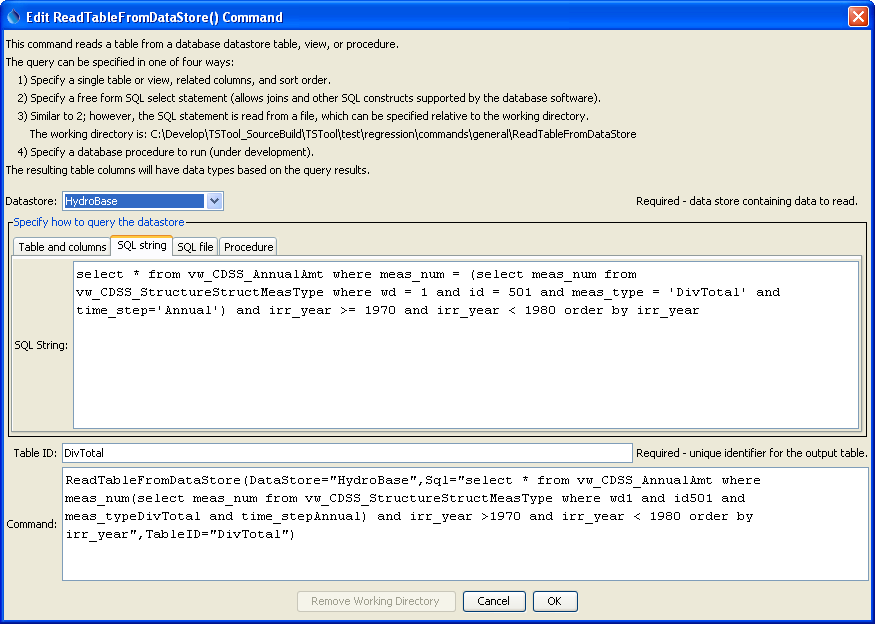 Edit ReadTableFromDataStore() Command
This command reads a table from a database datastore table, view, or procedure.
The query can be specified in one of four ways:
1) Specify a single table or view, related columns, and sort order.
2) Specify a free form SQL select statement (allows joins and other SQL constructs supported by the database software).
3) Similar to 2; however, the SQL statement is read from a file, which can be specified relative to the working directory.
The working directory is: C:\Develop\TSTool_SourceBuild\TSTool\test\regression\commands\general\ReadTableFromDataStore
4) Specify a database procedure to run (under development).
The resulting table columns will have data types based on the query results.
Datastore: HydroBase Required - data store containing data to read.
Specify how to query the datastore
Table and columns SQL string SQL file Procedure
select * from vw_CDSS_AnnualAmt where meas_num = (select meas_num from
vw_CDSS_StructureStructMeasType where wd = 1 and id = 501 and meas_type = 'DivTotal' and
time_step='Annual') and irr_year >= 1970 and irr_year < 1980 order by irr_year
SQL String:
Table ID: DivTotal Required - unique identifier for the output table.
ReadTableFromDataStore(DataStore="HydroBase",Sql="select * from vw_CDSS_AnnualAmt where
meas_num(select meas_num from vw_CDSS_StructureStructMeasType where wd1 and id501 and
meas_typeDivTotal and time_stepAnnual) and irr_year >1970 and irr_year < 1980 order by
irr_year",TableID="DivTotal")
Command:
Remove Working Directory Cancel OK